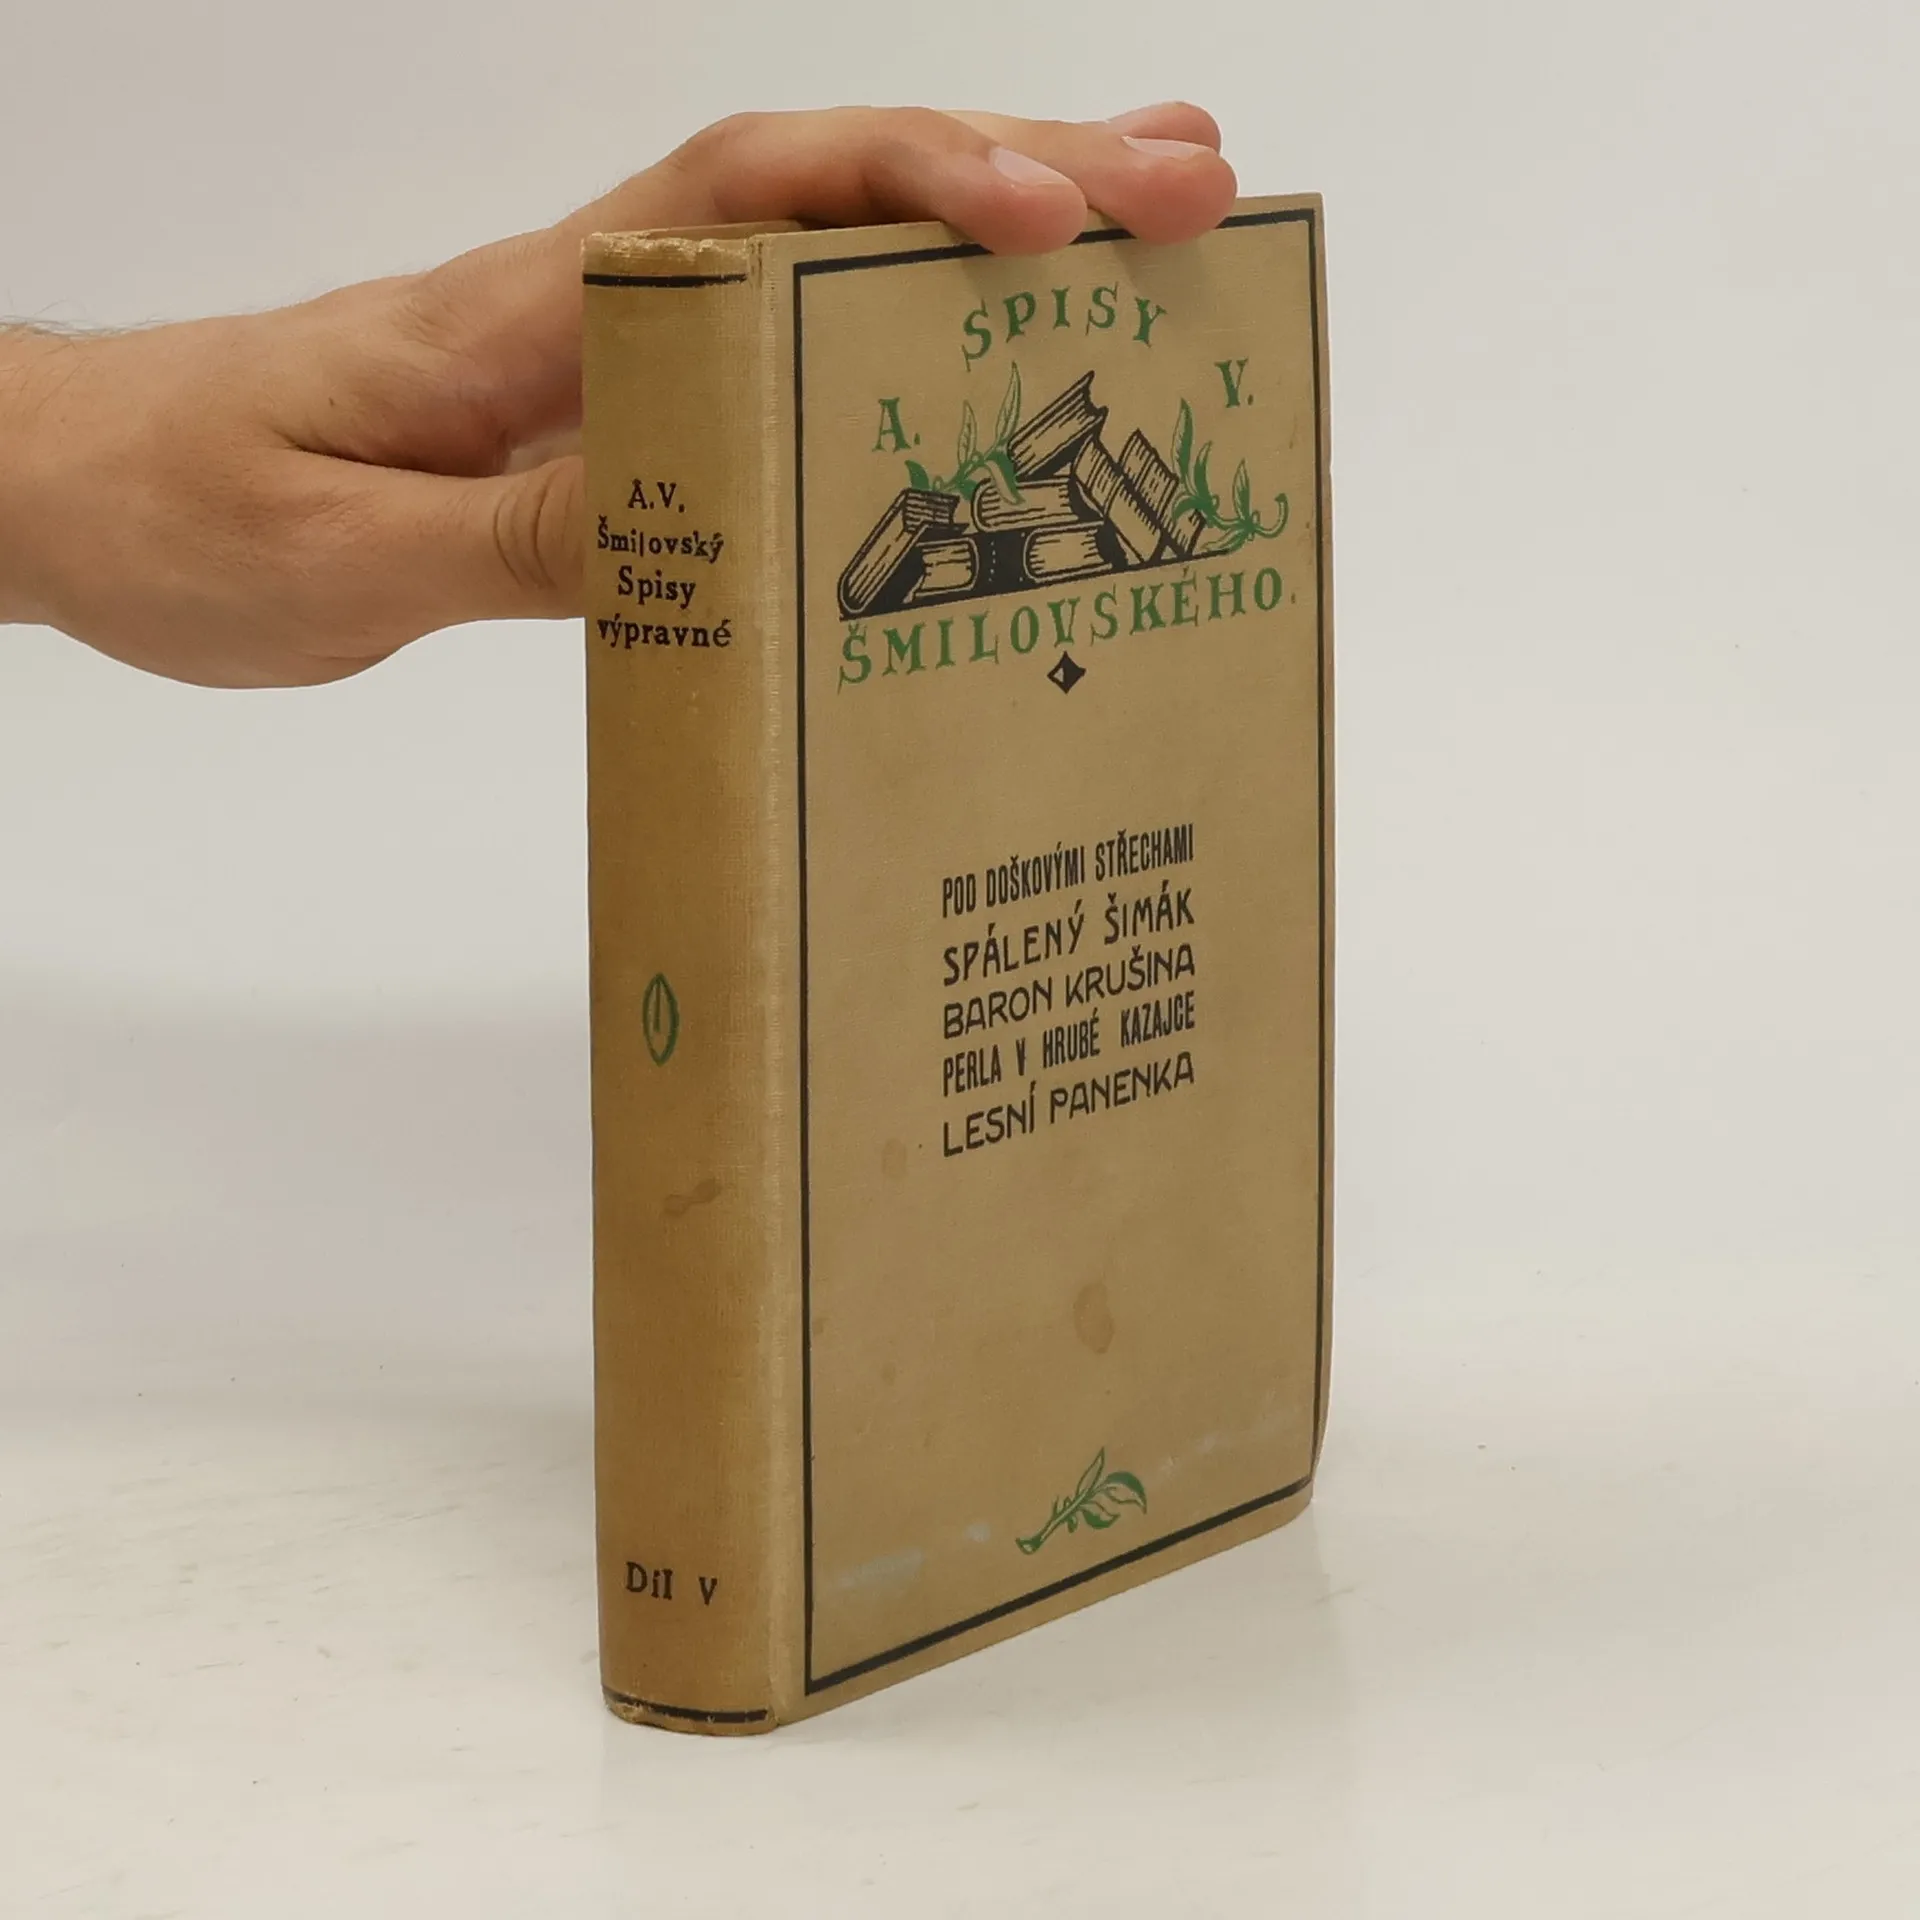 A.V.
Šmilovský
Spisy
výpravné
Díl V
SPISY
A. V.
ŠMILOVSKÉHO.
POD DOŠKOVÝMI STŘECHAMI
SPÁLENÝ ŠIMÁK
BARON KRUŠINA
PERLA V HRUBÉ KAZAJCE
LESNÍ PANENKA